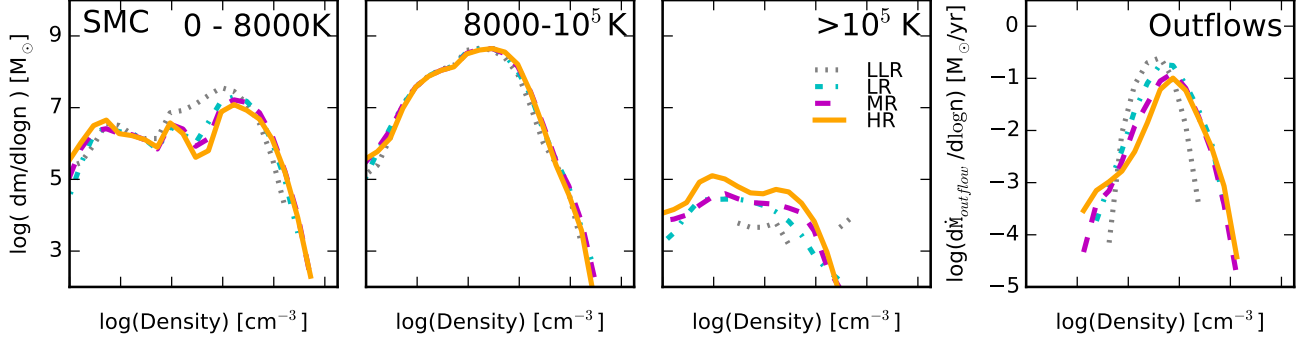 SMC 0 - 8000K
9
7
5
3
log( dm/dlogn ) [M☉]
log(Density) [cm⁻³]
8000-10⁵ K
log(Density) [cm⁻³]
>10⁵ K
LLR
LR
MR
HR
log(Density) [cm⁻³]
Outflows
0
−1
−2
−3
−4
−5
log(dṀoutflow /dlogn) [M☉/yr]
log(Density) [cm⁻³]